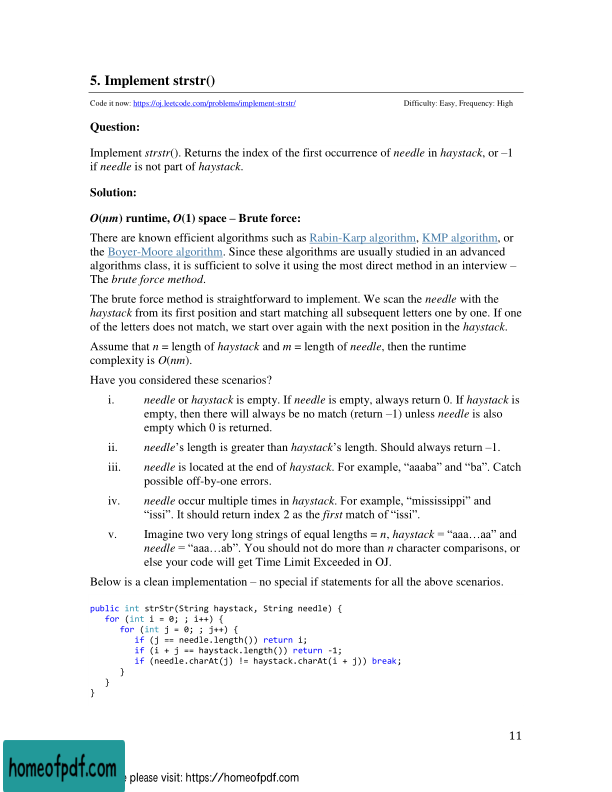 5. Implement strstr()
Code it now: https://oj.leetcode.com/problems/implement-strstr/ Difficulty: Easy, Frequency: High
Question:
Implement strstr(). Returns the index of the first occurrence of needle in haystack, or –1
if needle is not part of haystack.
Solution:
O(nm) runtime, O(1) space – Brute force:
There are known efficient algorithms such as Rabin-Karp algorithm, KMP algorithm, or
the Boyer-Moore algorithm. Since these algorithms are usually studied in an advanced
algorithms class, it is sufficient to solve it using the most direct method in an interview –
The brute force method.
The brute force method is straightforward to implement. We scan the needle with the
haystack from its first position and start matching all subsequent letters one by one. If one
of the letters does not match, we start over again with the next position in the haystack.
Assume that n = length of haystack and m = length of needle, then the runtime
complexity is O(nm).
Have you considered these scenarios?
i. needle or haystack is empty. If needle is empty, always return 0. If haystack is
empty, then there will always be no match (return –1) unless needle is also
empty which 0 is returned.
ii. needle’s length is greater than haystack’s length. Should always return –1.
iii. needle is located at the end of haystack. For example, “aaaba” and “ba”. Catch
possible off-by-one errors.
iv. needle occur multiple times in haystack. For example, “mississippi” and
“issi”. It should return index 2 as the first match of “issi”.
v. Imagine two very long strings of equal lengths = n, haystack = “aaa…aa” and
needle = “aaa…ab”. You should not do more than n character comparisons, or
else your code will get Time Limit Exceeded in OJ.
Below is a clean implementation – no special if statements for all the above scenarios.
public int strStr(String haystack, String needle) {
for (int i = 0; ; i++) {
for (int j = 0; ; j++) {
if (j == needle.length()) return i;
if (i + j == haystack.length()) return -1;
if (needle.charAt(j) != haystack.charAt(i + j)) break;
}
}
}
11
homeofpdf.com
please visit: https://homeofpdf.com